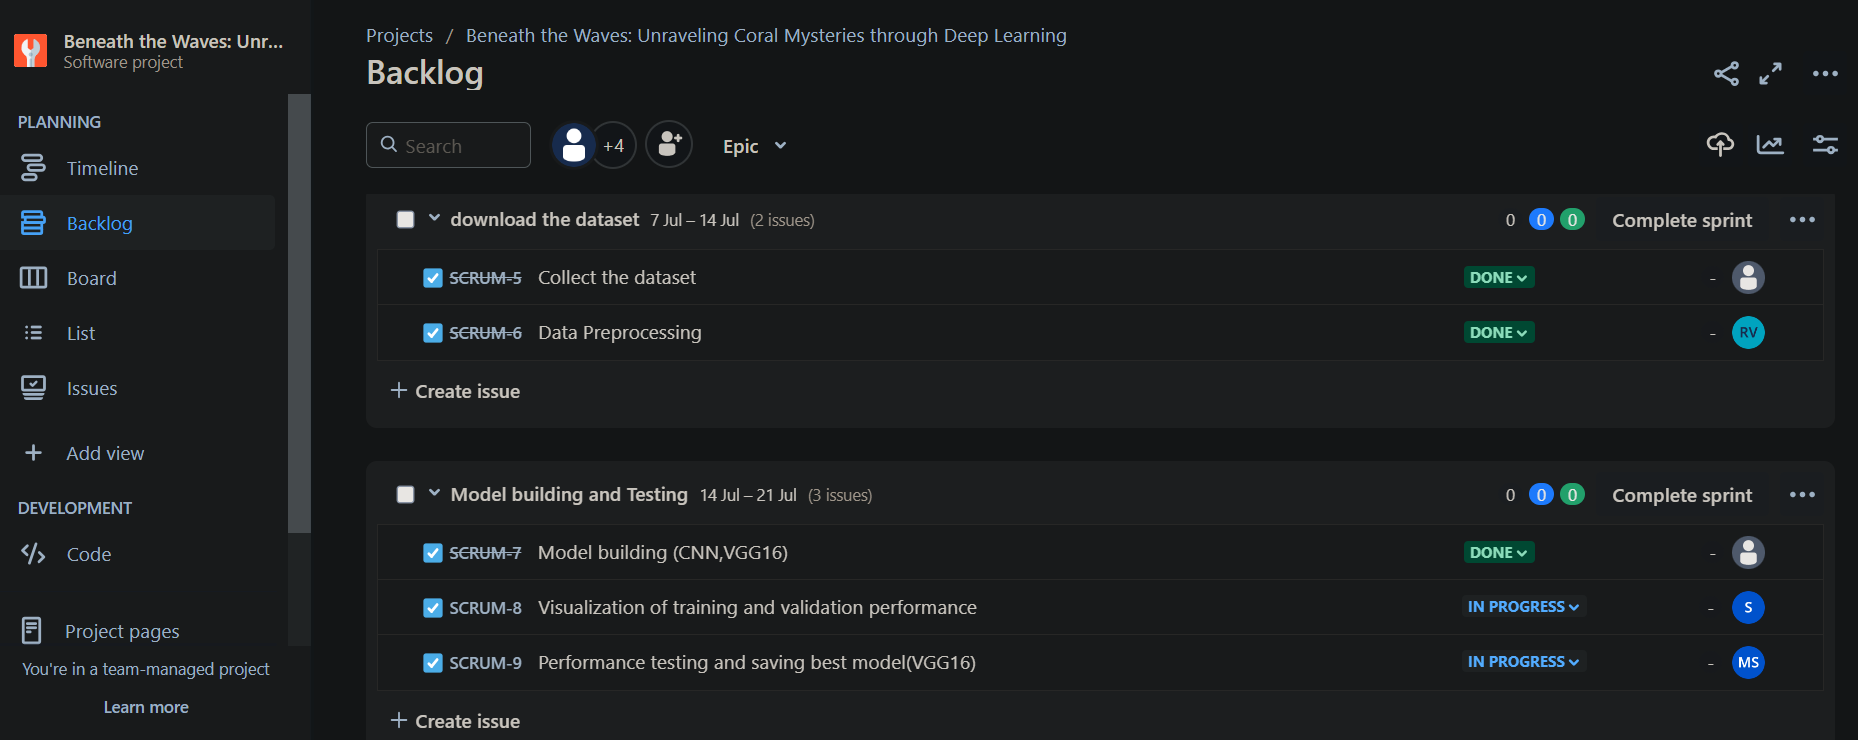 Beneath the Waves: Unr...
Software project
PLANNING
Timeline
Backlog
Board
List
Issues
Add view
DEVELOPMENT
Code
Project pages
You're in a team-managed project
Learn more
Projects / Beneath the Waves: Unraveling Coral Mysteries through Deep Learning
Backlog
Search +4 Epic
download the dataset 7 Jul – 14 Jul (2 issues) 0 0 0 Complete sprint
SCRUM-5 Collect the dataset DONE -
SCRUM-6 Data Preprocessing DONE - RV
Create issue
Model building and Testing 14 Jul – 21 Jul (3 issues) 0 0 0 Complete sprint
SCRUM-7 Model building (CNN,VGG16) DONE -
SCRUM-8 Visualization of training and validation performance IN PROGRESS - S
SCRUM-9 Performance testing and saving best model(VGG16) IN PROGRESS - MS
Create issue